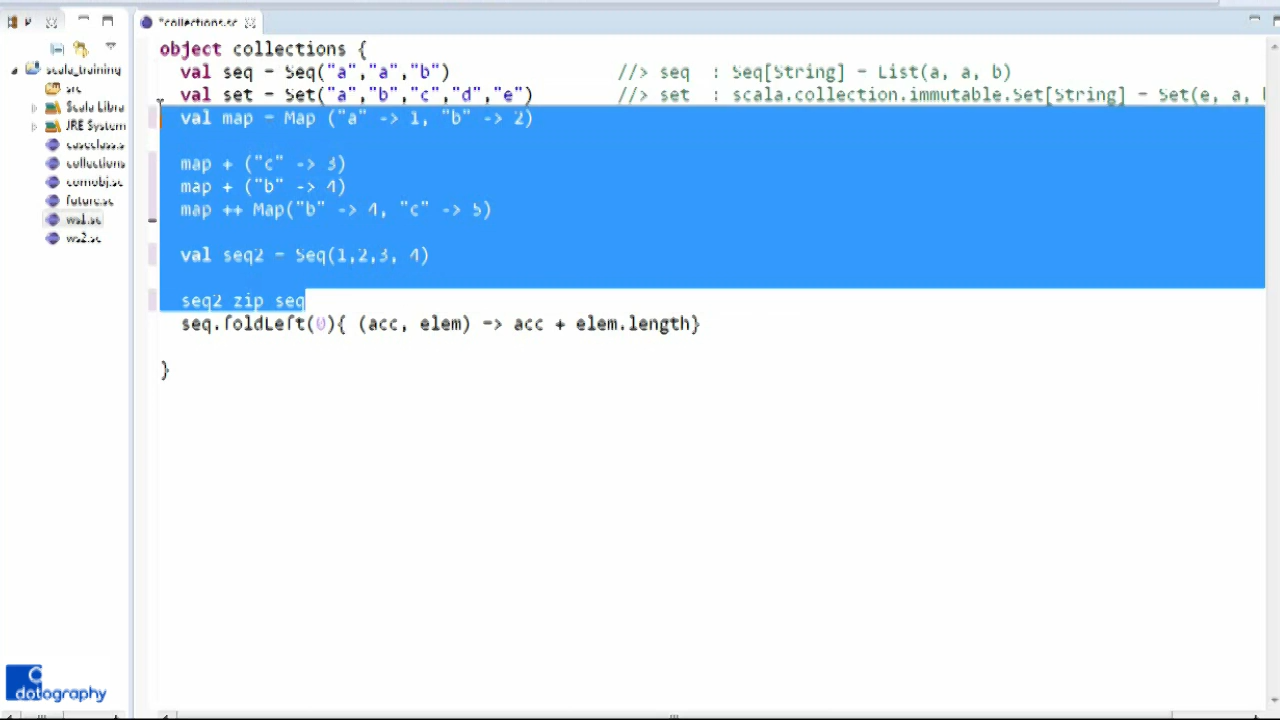 *collections.sc
object collections {
val seq = Seq("a","a","b") //> seq : Seq[String] = List(a, a, b)
val set = Set("a","b","c","d","e") //> set : scala.collection.immutable.Set[String] = Set(e, a,
val map = Map ("a" -> 1, "b" -> 2)
map + ("c" -> 3)
map + ("b" -> 4)
map ++ Map("b" -> 4, "c" -> 5)
val seq2 = Seq(1,2,3, 4)
seq2 zip seq
seq.foldLeft(0){ (acc, elem) => acc + elem.length}
}
scala_training
src
Scala Libra
JRE System
caseclass.s
collections
comobj.sc
future.sc
ws1.sc
ws2.sc
datography